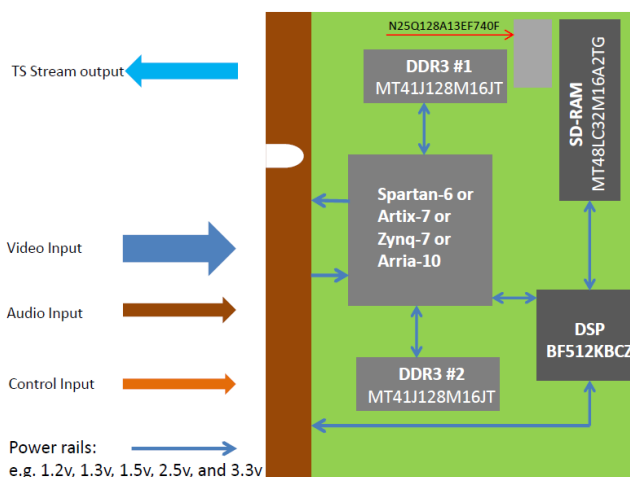 TS Stream output
Video Input
Audio Input
Control Input
Power rails:
e.g. 1.2v, 1.3v, 1.5v, 2.5v, and 3.3v
N25Q128A13EF740F
DDR3 #1
MT41J128M16JT
SD-RAM
MT48LC32M16A2TG
Spartan-6 or
Artix-7 or
Zynq-7 or
Arria-10
DSP
BF512KBCZ
DDR3 #2
MT41J128M16JT